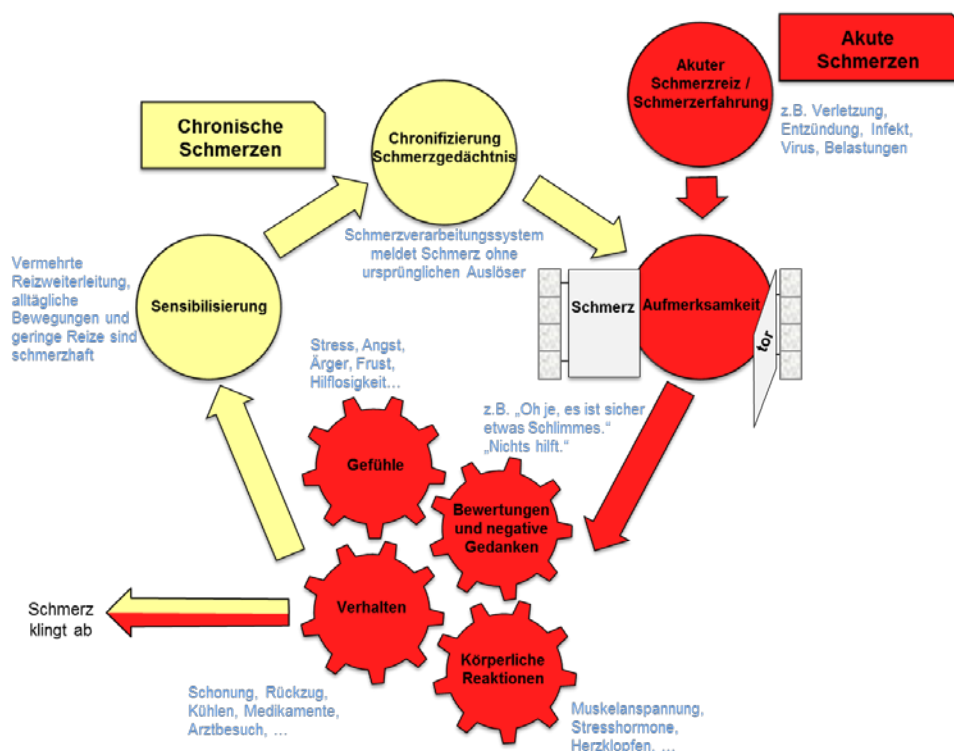 Akute
Schmerzen
Akuter
Schmerzreiz /
Schmerzerfahrung
z.B. Verletzung,
Entzündung, Infekt,
Virus, Belastungen
Chronische
Schmerzen
Chronifizierung
Schmerzgedächtnis
Schmerzverarbeitungssystem
meldet Schmerz ohne
ursprünglichen Auslöser
Vermehrte
Reizweiterleitung,
alltägliche
Bewegungen und
geringe Reize sind
schmerzhaft
Sensibilisierung
Schmerz
Aufmerksamkeit
tor
Stress, Angst,
Ärger, Frust,
Hilflosigkeit...
z.B. „Oh je, es ist sicher
etwas Schlimmes.“
„Nichts hilft.“
Gefühle
Bewertungen
und negative
Gedanken
Verhalten
Körperliche
Reaktionen
Schmerz
klingt ab
Schonung, Rückzug,
Kühlen, Medikamente,
Arztbesuch, ...
Muskelanspannung,
Stresshormone,
Herzklopfen, ...